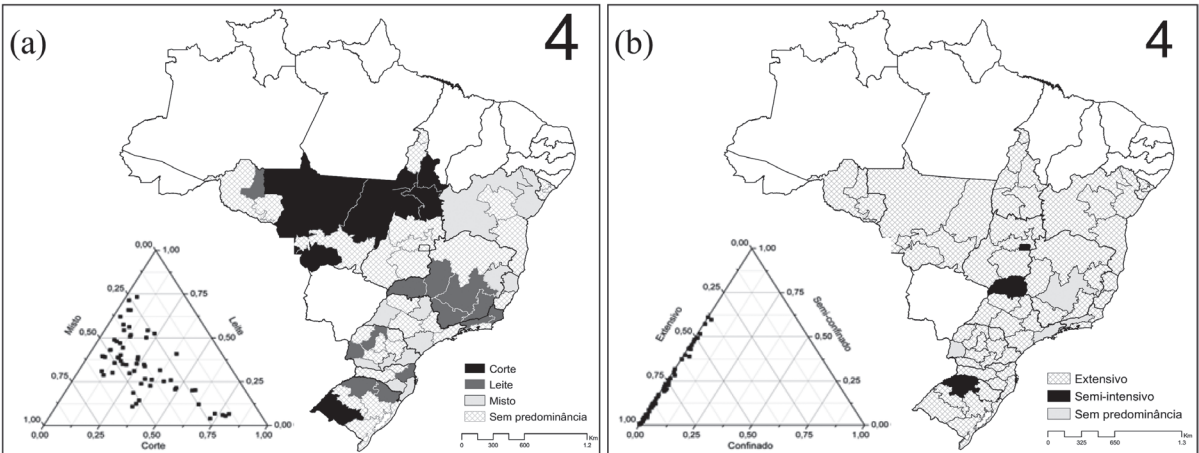 (a)
4
0,00
1,00
0,25
0,75
Misto
Leite
0,50
0,50
0,75
0,25
1,00
0,00
0,00
0,25
0,50
0,75
1,00
Corte
Corte
Leite
Misto
Sem predominância
Km
0
300
600
1.2
(b)
4
0,00
1,00
0,25
0,75
Extensivo
Semi-confinado
0,50
0,50
0,75
0,25
1,00
0,00
0,00
0,25
0,50
0,75
1,00
Confinado
Extensivo
Semi-intensivo
Sem predominância
Km
0
325
650
1.3